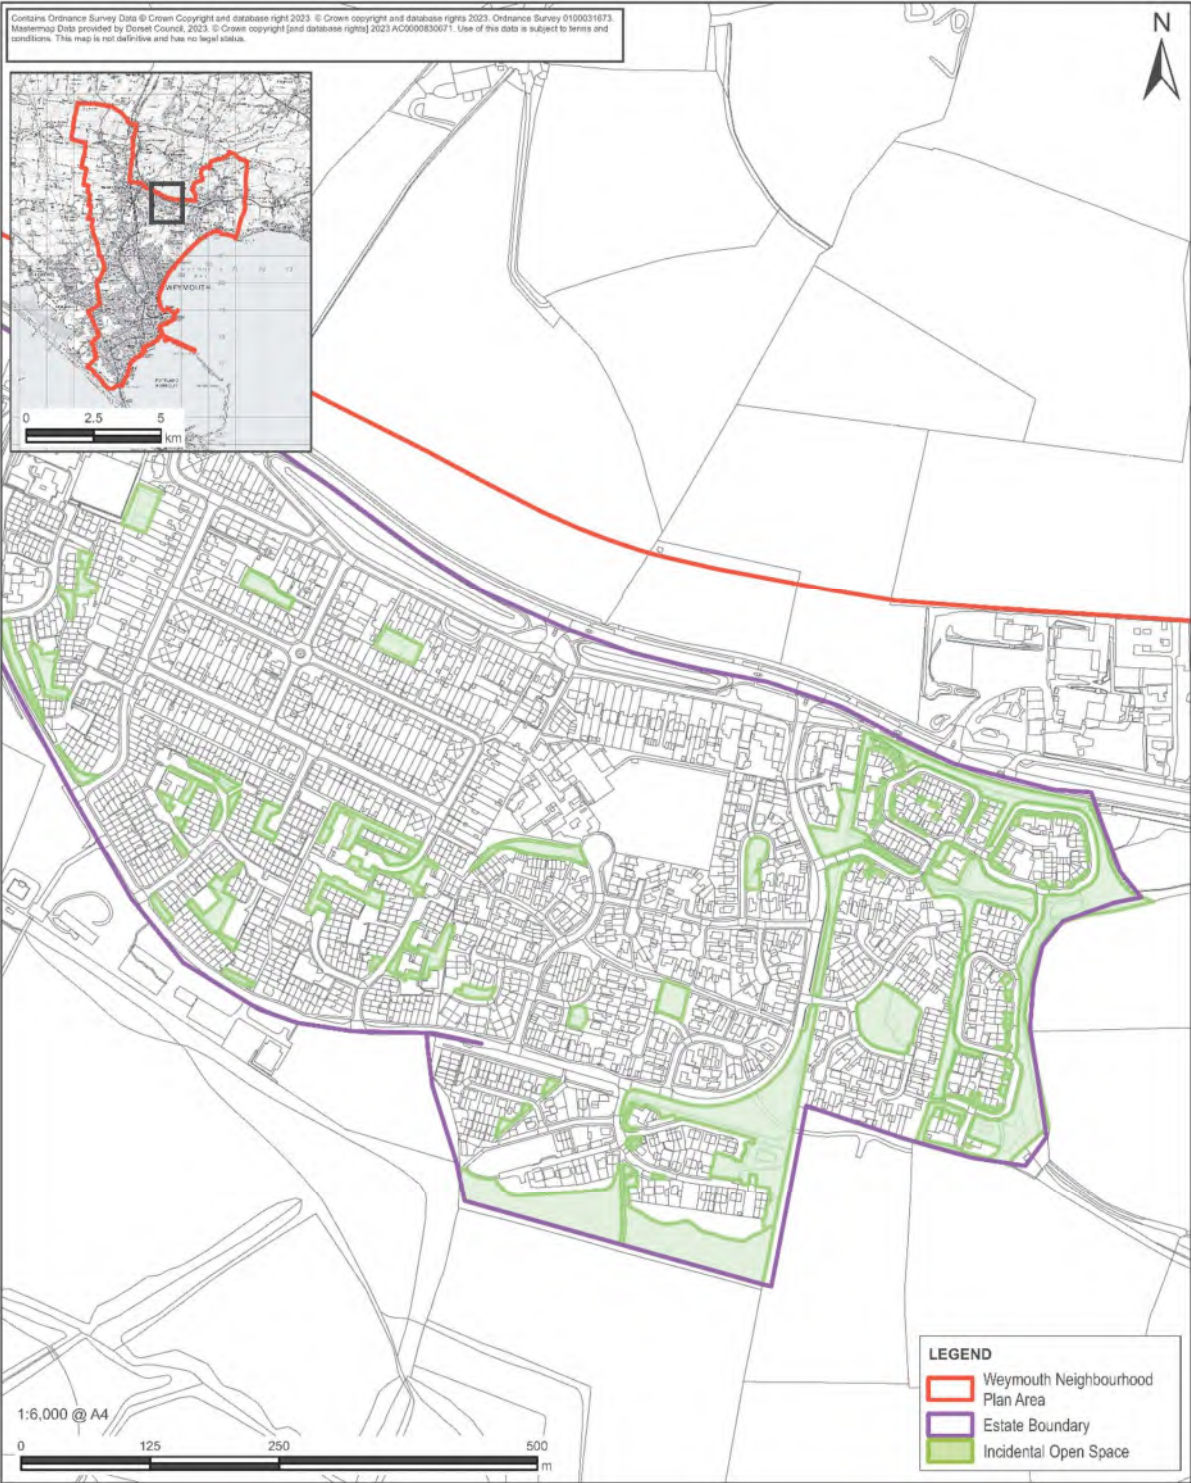 Contains Ordnance Survey Data © Crown Copyright and database right 2023. © Crown copyright and database rights 2023. Ordnance Survey 0100031673.
Mastermap Data provided by Dorset Council, 2023. © Crown copyright [and database rights] 2023 AC0000830671. Use of this data is subject to terms and
conditions. This map is not definitive and has no legal status.
N
WEYMOUTH
0 2.5 5
km
LEGEND
Weymouth Neighbourhood
Plan Area
Estate Boundary
Incidental Open Space
1:6,000 @ A4
0 125 250 500
m